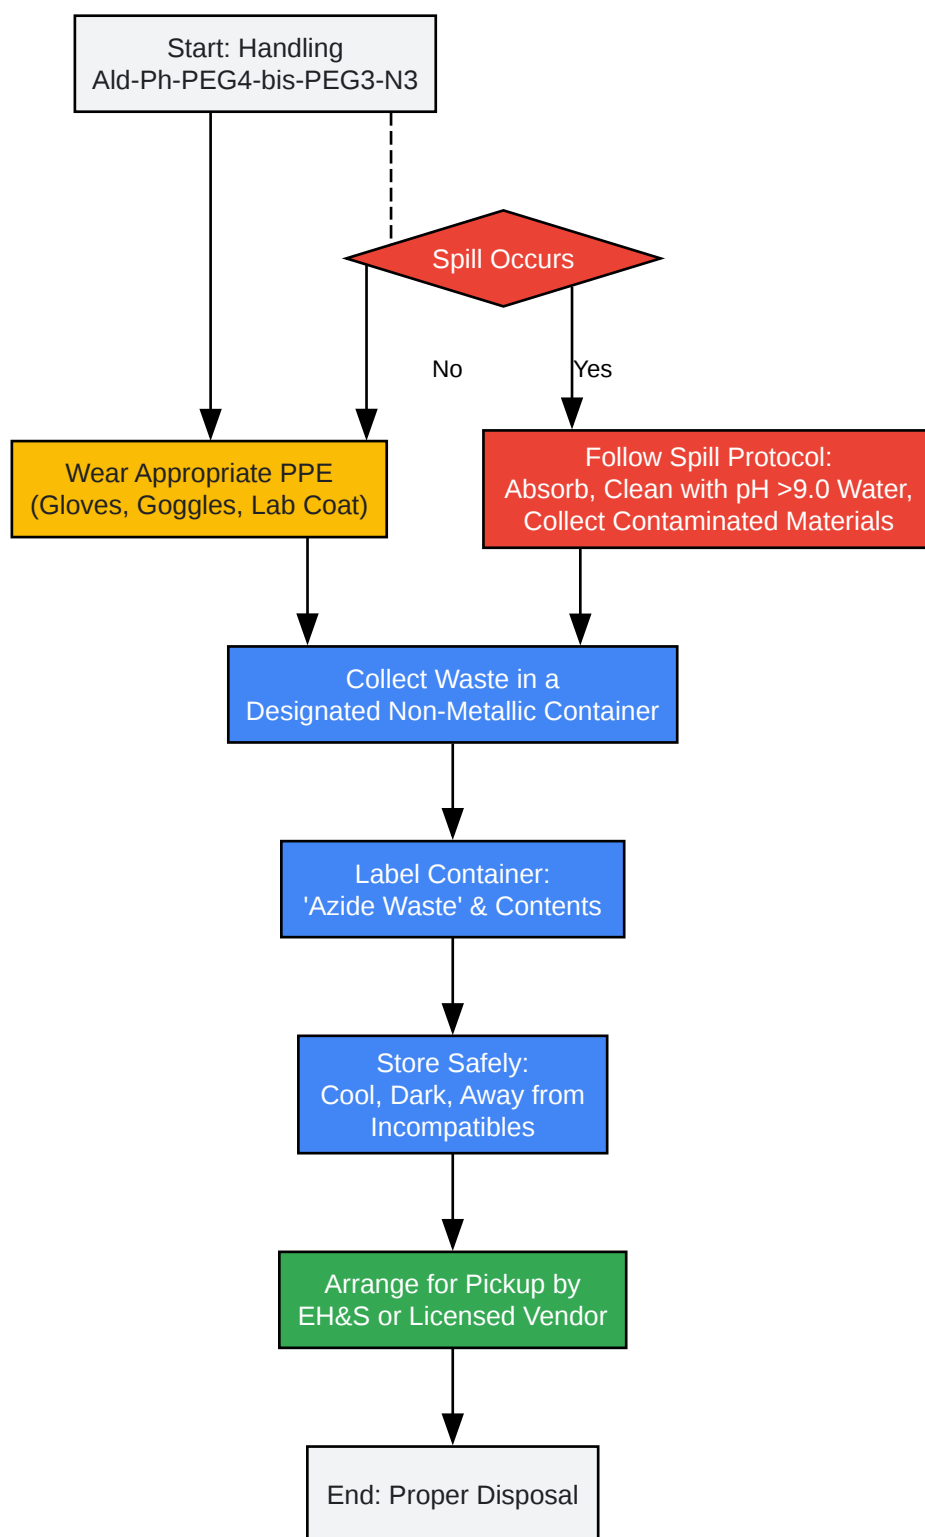 Start: Handling
Ald-Ph-PEG4-bis-PEG3-N3
Spill Occurs
No
Yes
Wear Appropriate PPE
(Gloves, Goggles, Lab Coat)
Follow Spill Protocol:
Absorb, Clean with pH >9.0 Water,
Collect Contaminated Materials
Collect Waste in a
Designated Non-Metallic Container
Label Container:
'Azide Waste' & Contents
Store Safely:
Cool, Dark, Away from
Incompatibles
Arrange for Pickup by
EH&S or Licensed Vendor
End: Proper Disposal